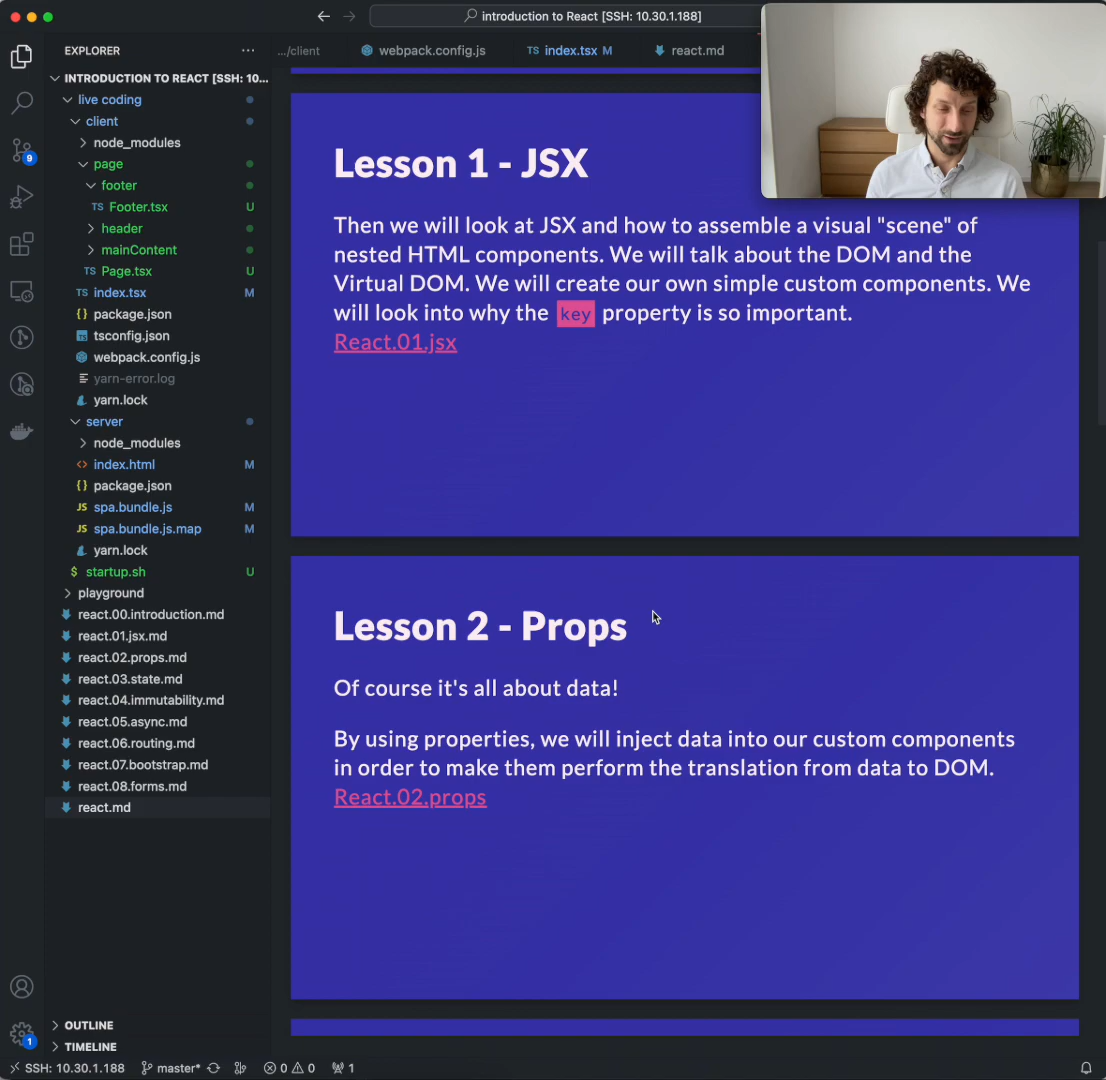 introduction to React [SSH: 10.30.1.188]
EXPLORER
.../client
webpack.config.js
TS index.tsx M
react.md
INTRODUCTION TO REACT [SSH: 10...
live coding
client
node_modules
page
footer
TS Footer.tsx U
header
mainContent
TS Page.tsx U
TS index.tsx M
{} package.json
TS tsconfig.json
webpack.config.js
yarn-error.log
yarn.lock
server
node_modules
<> index.html M
{} package.json
JS spa.bundle.js M
JS spa.bundle.js.map M
yarn.lock
$ startup.sh U
playground
react.00.introduction.md
react.01.jsx.md
react.02.props.md
react.03.state.md
react.04.immutability.md
react.05.async.md
react.06.routing.md
react.07.bootstrap.md
react.08.forms.md
react.md
OUTLINE
TIMELINE
9
1
Lesson 1 - JSX
Then we will look at JSX and how to assemble a visual "scene" of
nested HTML components. We will talk about the DOM and the
Virtual DOM. We will create our own simple custom components. We
will look into why the key property is so important.
React.01.jsx
Lesson 2 - Props
Of course it's all about data!
By using properties, we will inject data into our custom components
in order to make them perform the translation from data to DOM.
React.02.props
SSH: 10.30.1.188 master* 0 0 1